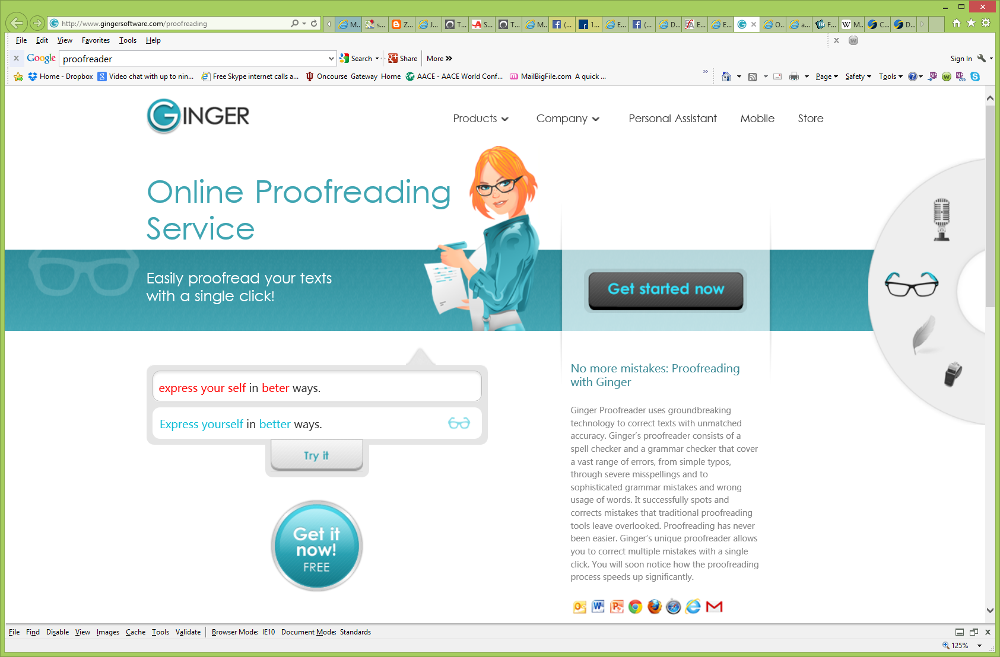 http://www.gingersoftware.com/proofreading
M... s... Z... J... T... S... T... M... (... 1... E... (... D... E... E... O... a... F... M... C... D...
File Edit View Favorites Tools Help
Google proofreader Search Share More Sign In
Home - Dropbox Video chat with up to nin... Free Skype internet calls a... Oncourse Gateway Home AACE - AACE World Conf... MailBigFile.com A quick ... Page Safety Tools
GINGER
Products Company Personal Assistant Mobile Store
Online Proofreading
Service
Easily proofread your texts
with a single click!
Get started now
express your self in beter ways.
Express yourself in better ways.
Try it
Get it
now!
FREE
No more mistakes: Proofreading
with Ginger
Ginger Proofreader uses groundbreaking
technology to correct texts with unmatched
accuracy. Ginger's proofreader consists of a
spell checker and a grammar checker that cover
a vast range of errors, from simple typos,
through severe misspellings and to
sophisticated grammar mistakes and wrong
usage of words. It successfully spots and
corrects mistakes that traditional proofreading
tools leave overlooked. Proofreading has never
been easier. Ginger's unique proofreader allows
you to correct multiple mistakes with a single
click. You will soon notice how the proofreading
process speeds up significantly.
File Find Disable View Images Cache Tools Validate Browser Mode: IE10 Document Mode: Standards
125%